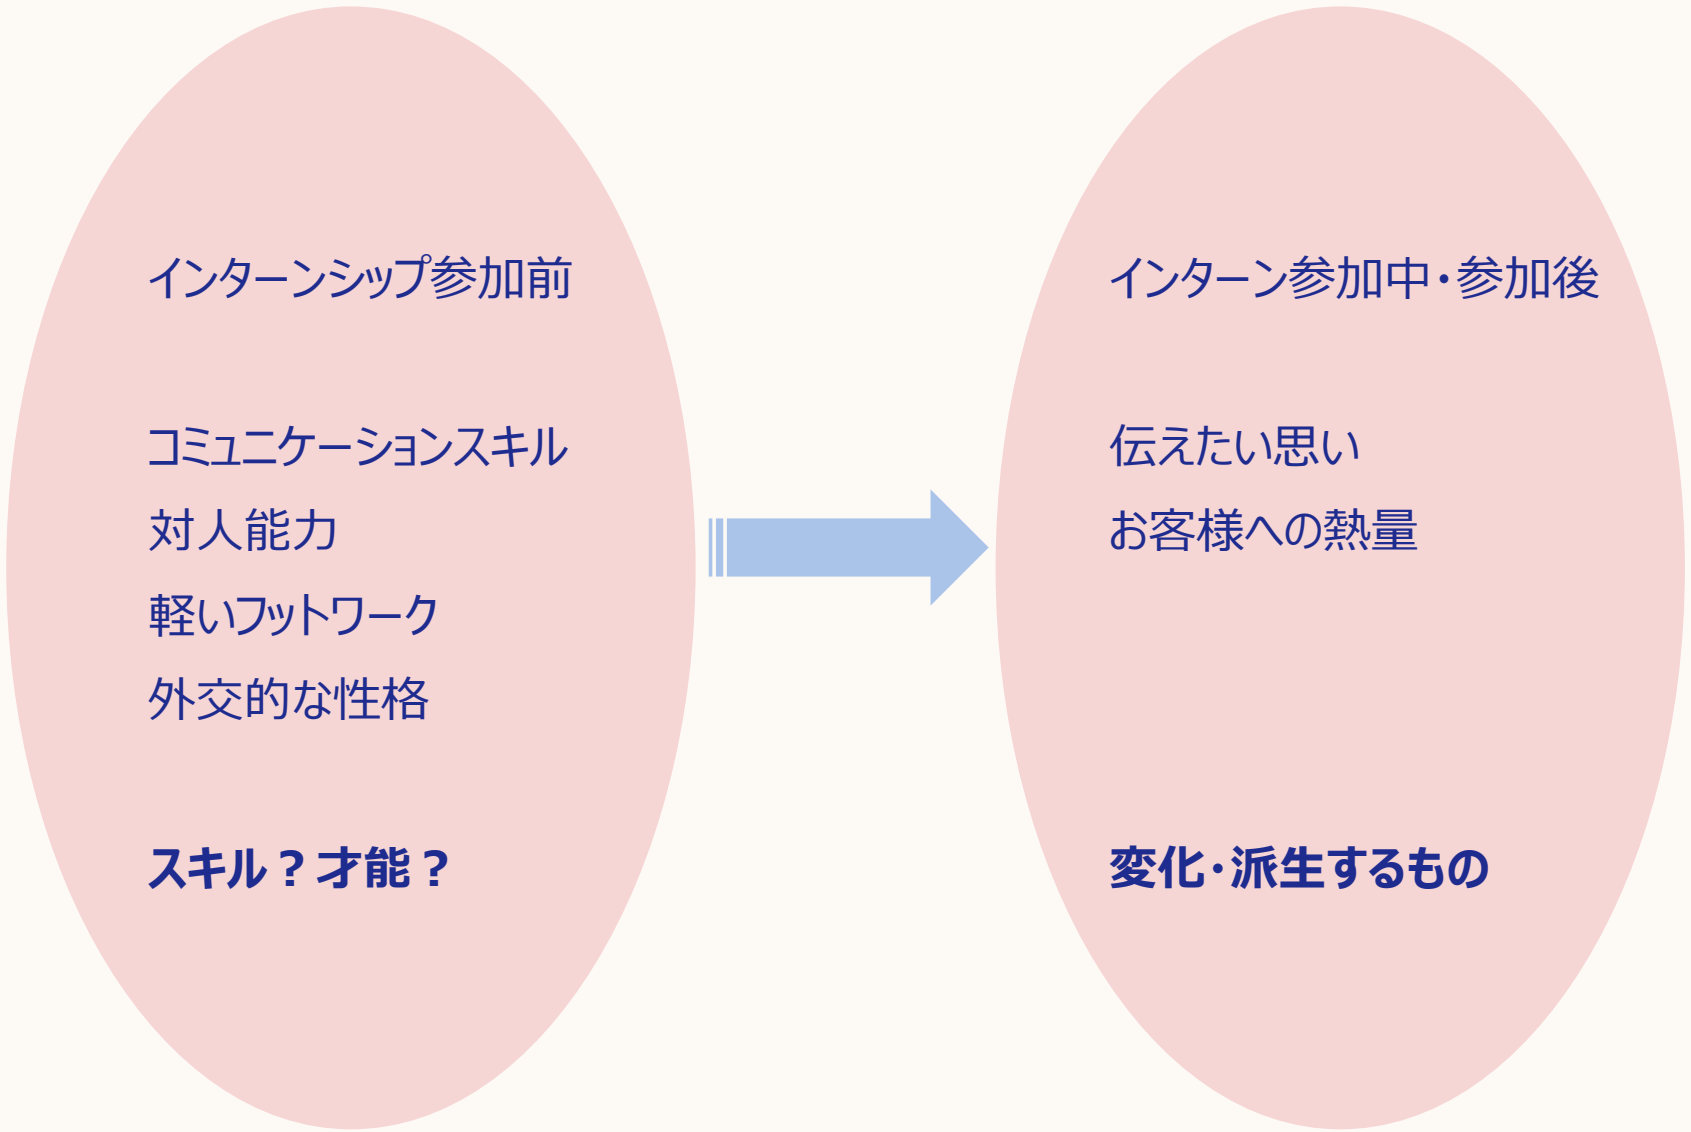 インターンシップ参加前
コミュニケーションスキル
対人能力
軽いフットワーク
外交的な性格
スキル？才能？
インターン参加中・参加後
伝えたい思い
お客様への熱量
変化・派生するもの